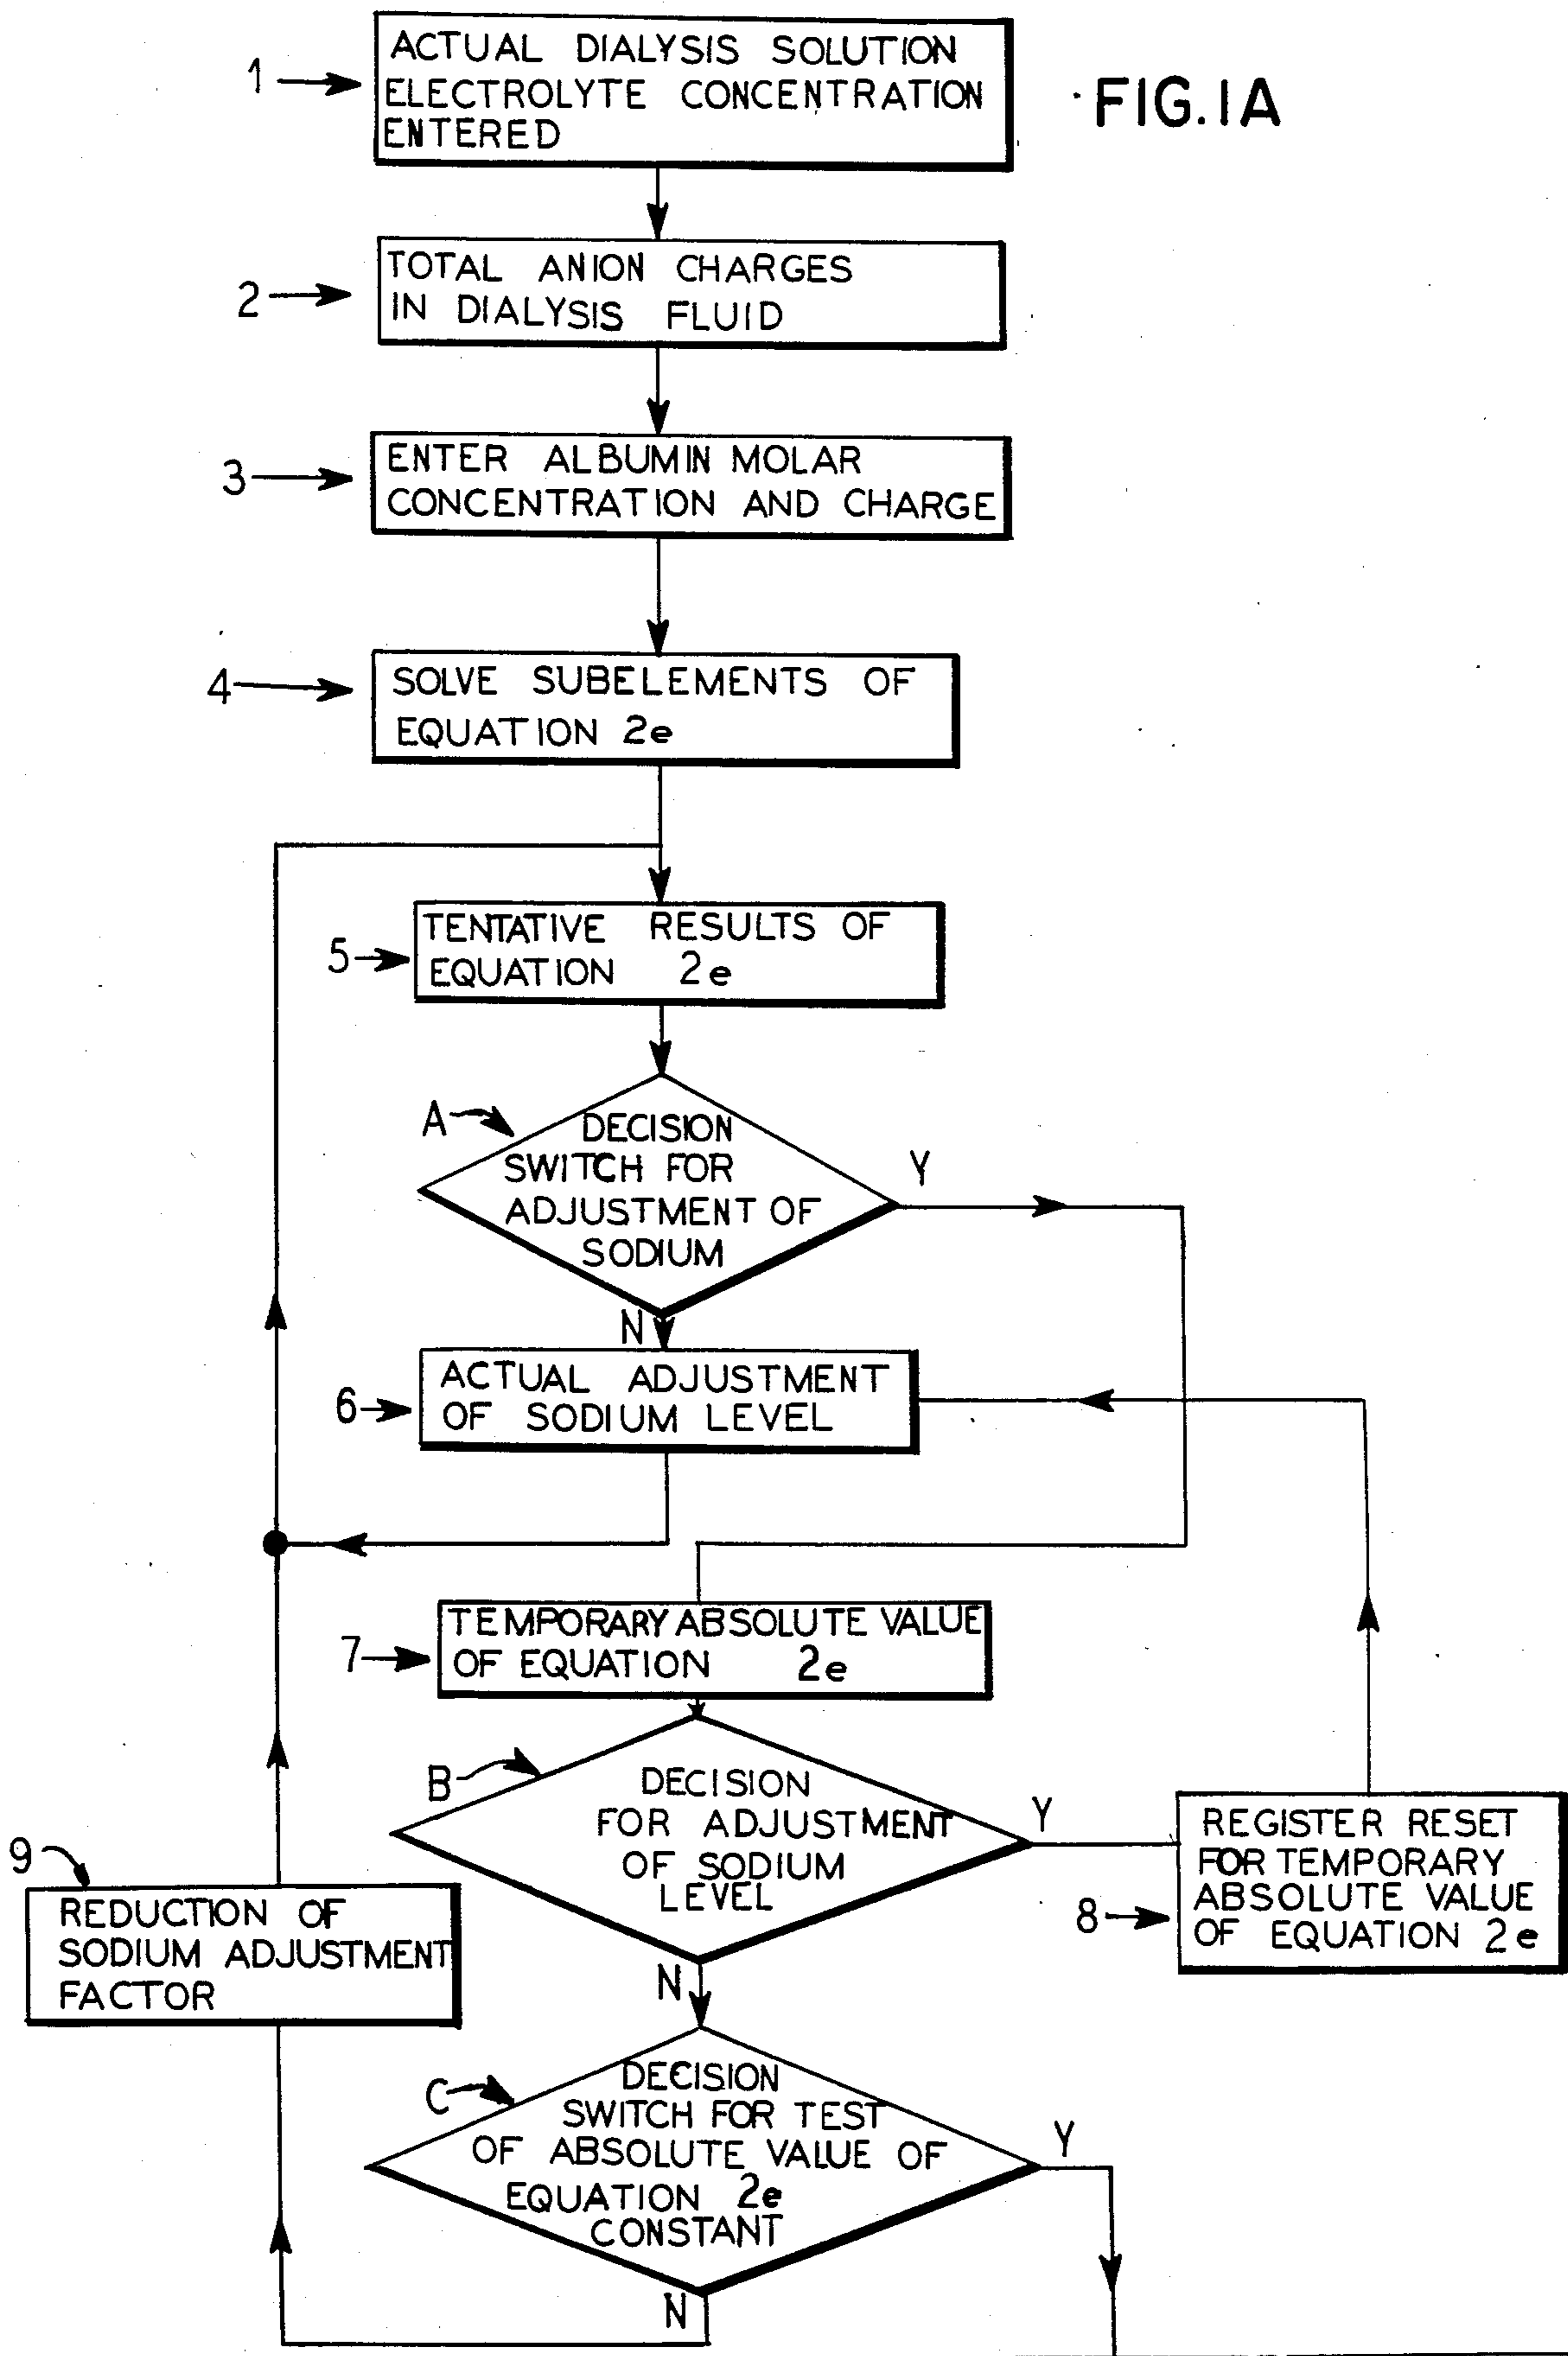 FIG. 1A
1
ACTUAL DIALYSIS SOLUTION
ELECTROLYTE CONCENTRATION
ENTERED
2
TOTAL ANION CHARGES
IN DIALYSIS FLUID
3
ENTER ALBUMIN MOLAR
CONCENTRATION AND CHARGE
4
SOLVE SUBELEMENTS OF
EQUATION 2e
5
TENTATIVE RESULTS OF
EQUATION 2e
A
DECISION
SWITCH FOR
ADJUSTMENT OF
SODIUM
Y
N
6
ACTUAL ADJUSTMENT
OF SODIUM LEVEL
7
TEMPORARY ABSOLUTE VALUE
OF EQUATION 2e
B
DECISION
FOR ADJUSTMENT
OF SODIUM
LEVEL
Y
N
8
REGISTER RESET
FOR TEMPORARY
ABSOLUTE VALUE
OF EQUATION 2e
9
REDUCTION OF
SODIUM ADJUSTMENT
FACTOR
C
DECISION
SWITCH FOR TEST
OF ABSOLUTE VALUE OF
EQUATION 2e
CONSTANT
Y
N